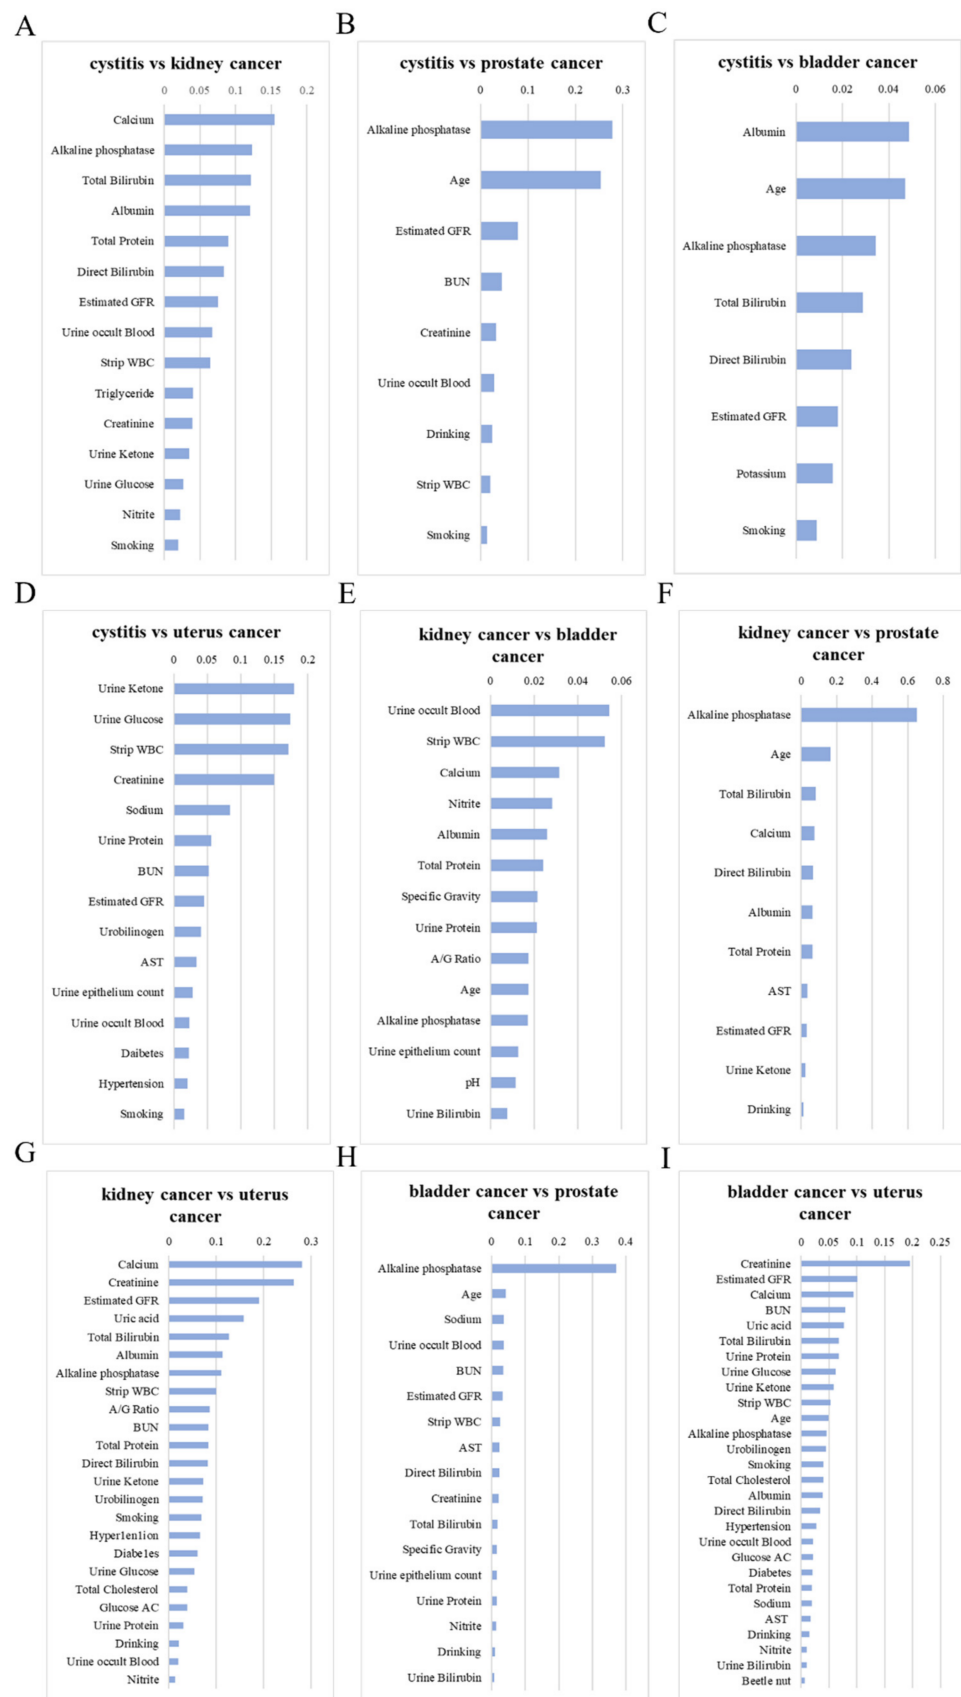 A
cystitis vs kidney cancer
0 0.05 0.1 0.15 0.2
Calcium
Alkaline phosphatase
Total Bilirubin
Albumin
Total Protein
Direct Bilirubin
Estimated GFR
Urine occult Blood
Strip WBC
Triglyceride
Creatinine
Urine Ketone
Urine Glucose
Nitrite
Smoking
B
cystitis vs prostate cancer
0 0.1 0.2 0.3
Alkaline phosphatase
Age
Estimated GFR
BUN
Creatinine
Urine occult Blood
Drinking
Strip WBC
Smoking
C
cystitis vs bladder cancer
0 0.02 0.04 0.06
Albumin
Age
Alkaline phosphatase
Total Bilirubin
Direct Bilirubin
Estimated GFR
Potassium
Smoking
D
cystitis vs uterus cancer
0 0.05 0.1 0.15 0.2
Urine Ketone
Urine Glucose
Strip WBC
Creatinine
Sodium
Urine Protein
BUN
Estimated GFR
Urobilinogen
AST
Urine epithelium count
Urine occult Blood
Daibetes
Hypertension
Smoking
E
kidney cancer vs bladder
cancer
0 0.02 0.04 0.06
Urine occult Blood
Strip WBC
Calcium
Nitrite
Albumin
Total Protein
Specific Gravity
Urine Protein
A/G Ratio
Age
Alkaline phosphatase
Urine epithelium count
pH
Urine Bilirubin
F
kidney cancer vs prostate
cancer
0 0.2 0.4 0.6 0.8
Alkaline phosphatase
Age
Total Bilirubin
Calcium
Direct Bilirubin
Albumin
Total Protein
AST
Estimated GFR
Urine Ketone
Drinking
G
kidney cancer vs uterus
cancer
0 0.1 0.2 0.3
Calcium
Creatinine
Estimated GFR
Uric acid
Total Bilirubin
Albumin
Alkaline phosphatase
Strip WBC
A/G Ratio
BUN
Total Protein
Direct Bilirubin
Urine Ketone
Urobilinogen
Smoking
Hyper1en1ion
Diabe1es
Urine Glucose
Total Cholesterol
Glucose AC
Urine Protein
Drinking
Urine occult Blood
Nitrite
H
bladder cancer vs prostate
cancer
0 0.1 0.2 0.3 0.4
Alkaline phosphatase
Age
Sodium
Urine occult Blood
BUN
Estimated GFR
Strip WBC
AST
Direct Bilirubin
Creatinine
Total Bilirubin
Specific Gravity
Urine epithelium count
Urine Protein
Nitrite
Drinking
Urine Bilirubin
I
bladder cancer vs uterus
cancer
0 0.05 0.1 0.15 0.2 0.25
Creatinine
Estimated GFR
Calcium
BUN
Uric acid
Total Bilirubin
Urine Protein
Urine Glucose
Urine Ketone
Strip WBC
Age
Alkaline phosphatase
Urobilinogen
Smoking
Total Cholesterol
Albumin
Direct Bilirubin
Hypertension
Urine occult Blood
Glucose AC
Diabetes
Total Protein
Sodium
AST
Drinking
Nitrite
Urine Bilirubin
Beetle nut